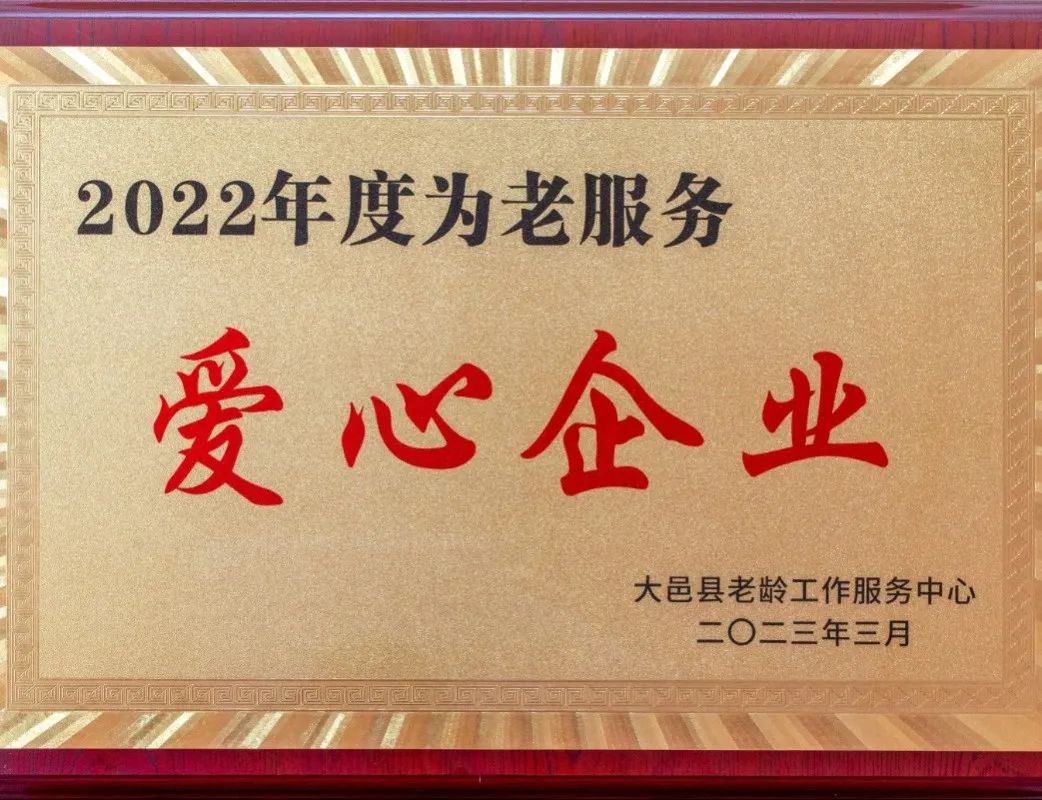 2022年度为老服务
爱心企业
大邑县老龄工作服务中心
二〇二三年三月